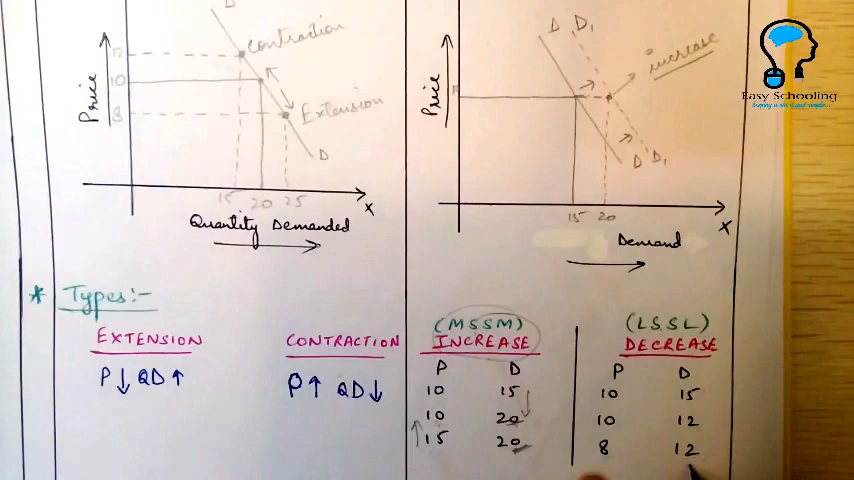 D
contraction
12
Price
10
Extension
8
D
15 20 25
X
Quantity Demanded
D D1
increase
Price
D D1
15 20
X
Demand
Easy Schooling
* Types:-
EXTENSION
P↓ QD↑
CONTRACTION
P↑ QD↓
(MSSM)
INCREASE
P D
10 15
10 20
15 20
(LSSL)
DECREASE
P D
10 15
10 12
8 12